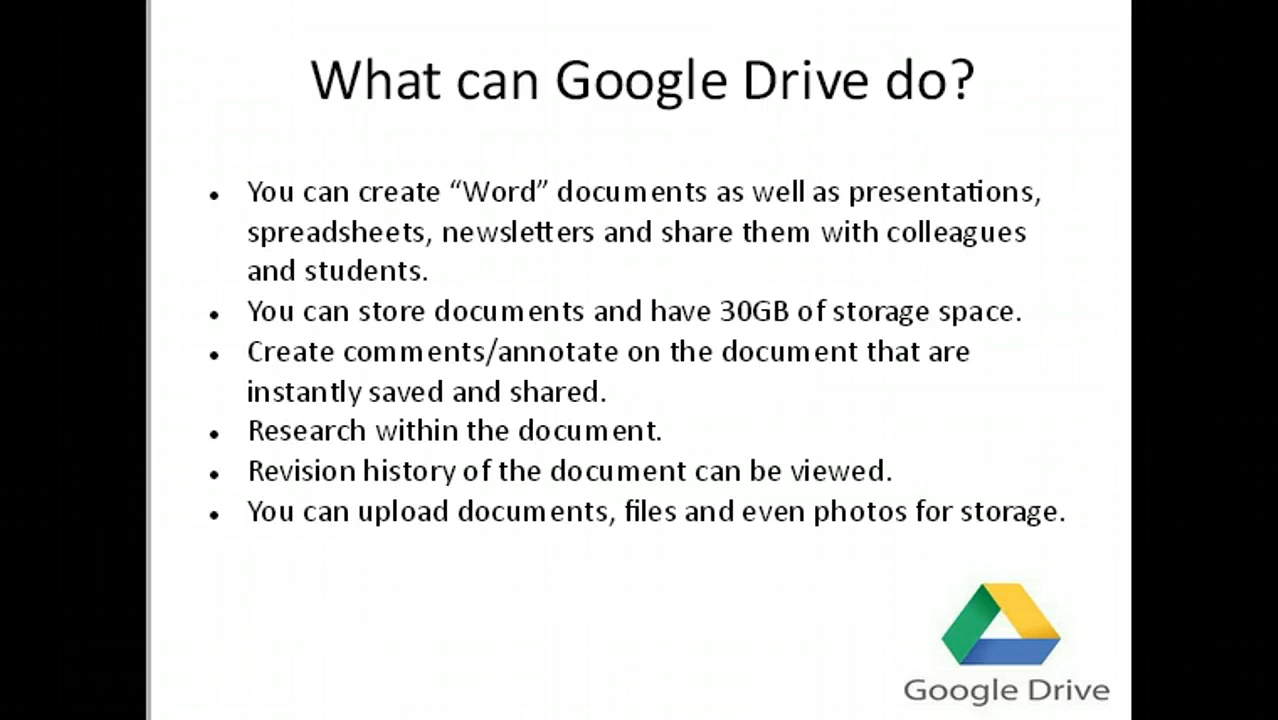 What can Google Drive do?
• You can create “Word” documents as well as presentations,
spreadsheets, newsletters and share them with colleagues
and students.
• You can store documents and have 30GB of storage space.
• Create comments/annotate on the document that are
instantly saved and shared.
• Research within the document.
• Revision history of the document can be viewed.
• You can upload documents, files and even photos for storage.
Google Drive